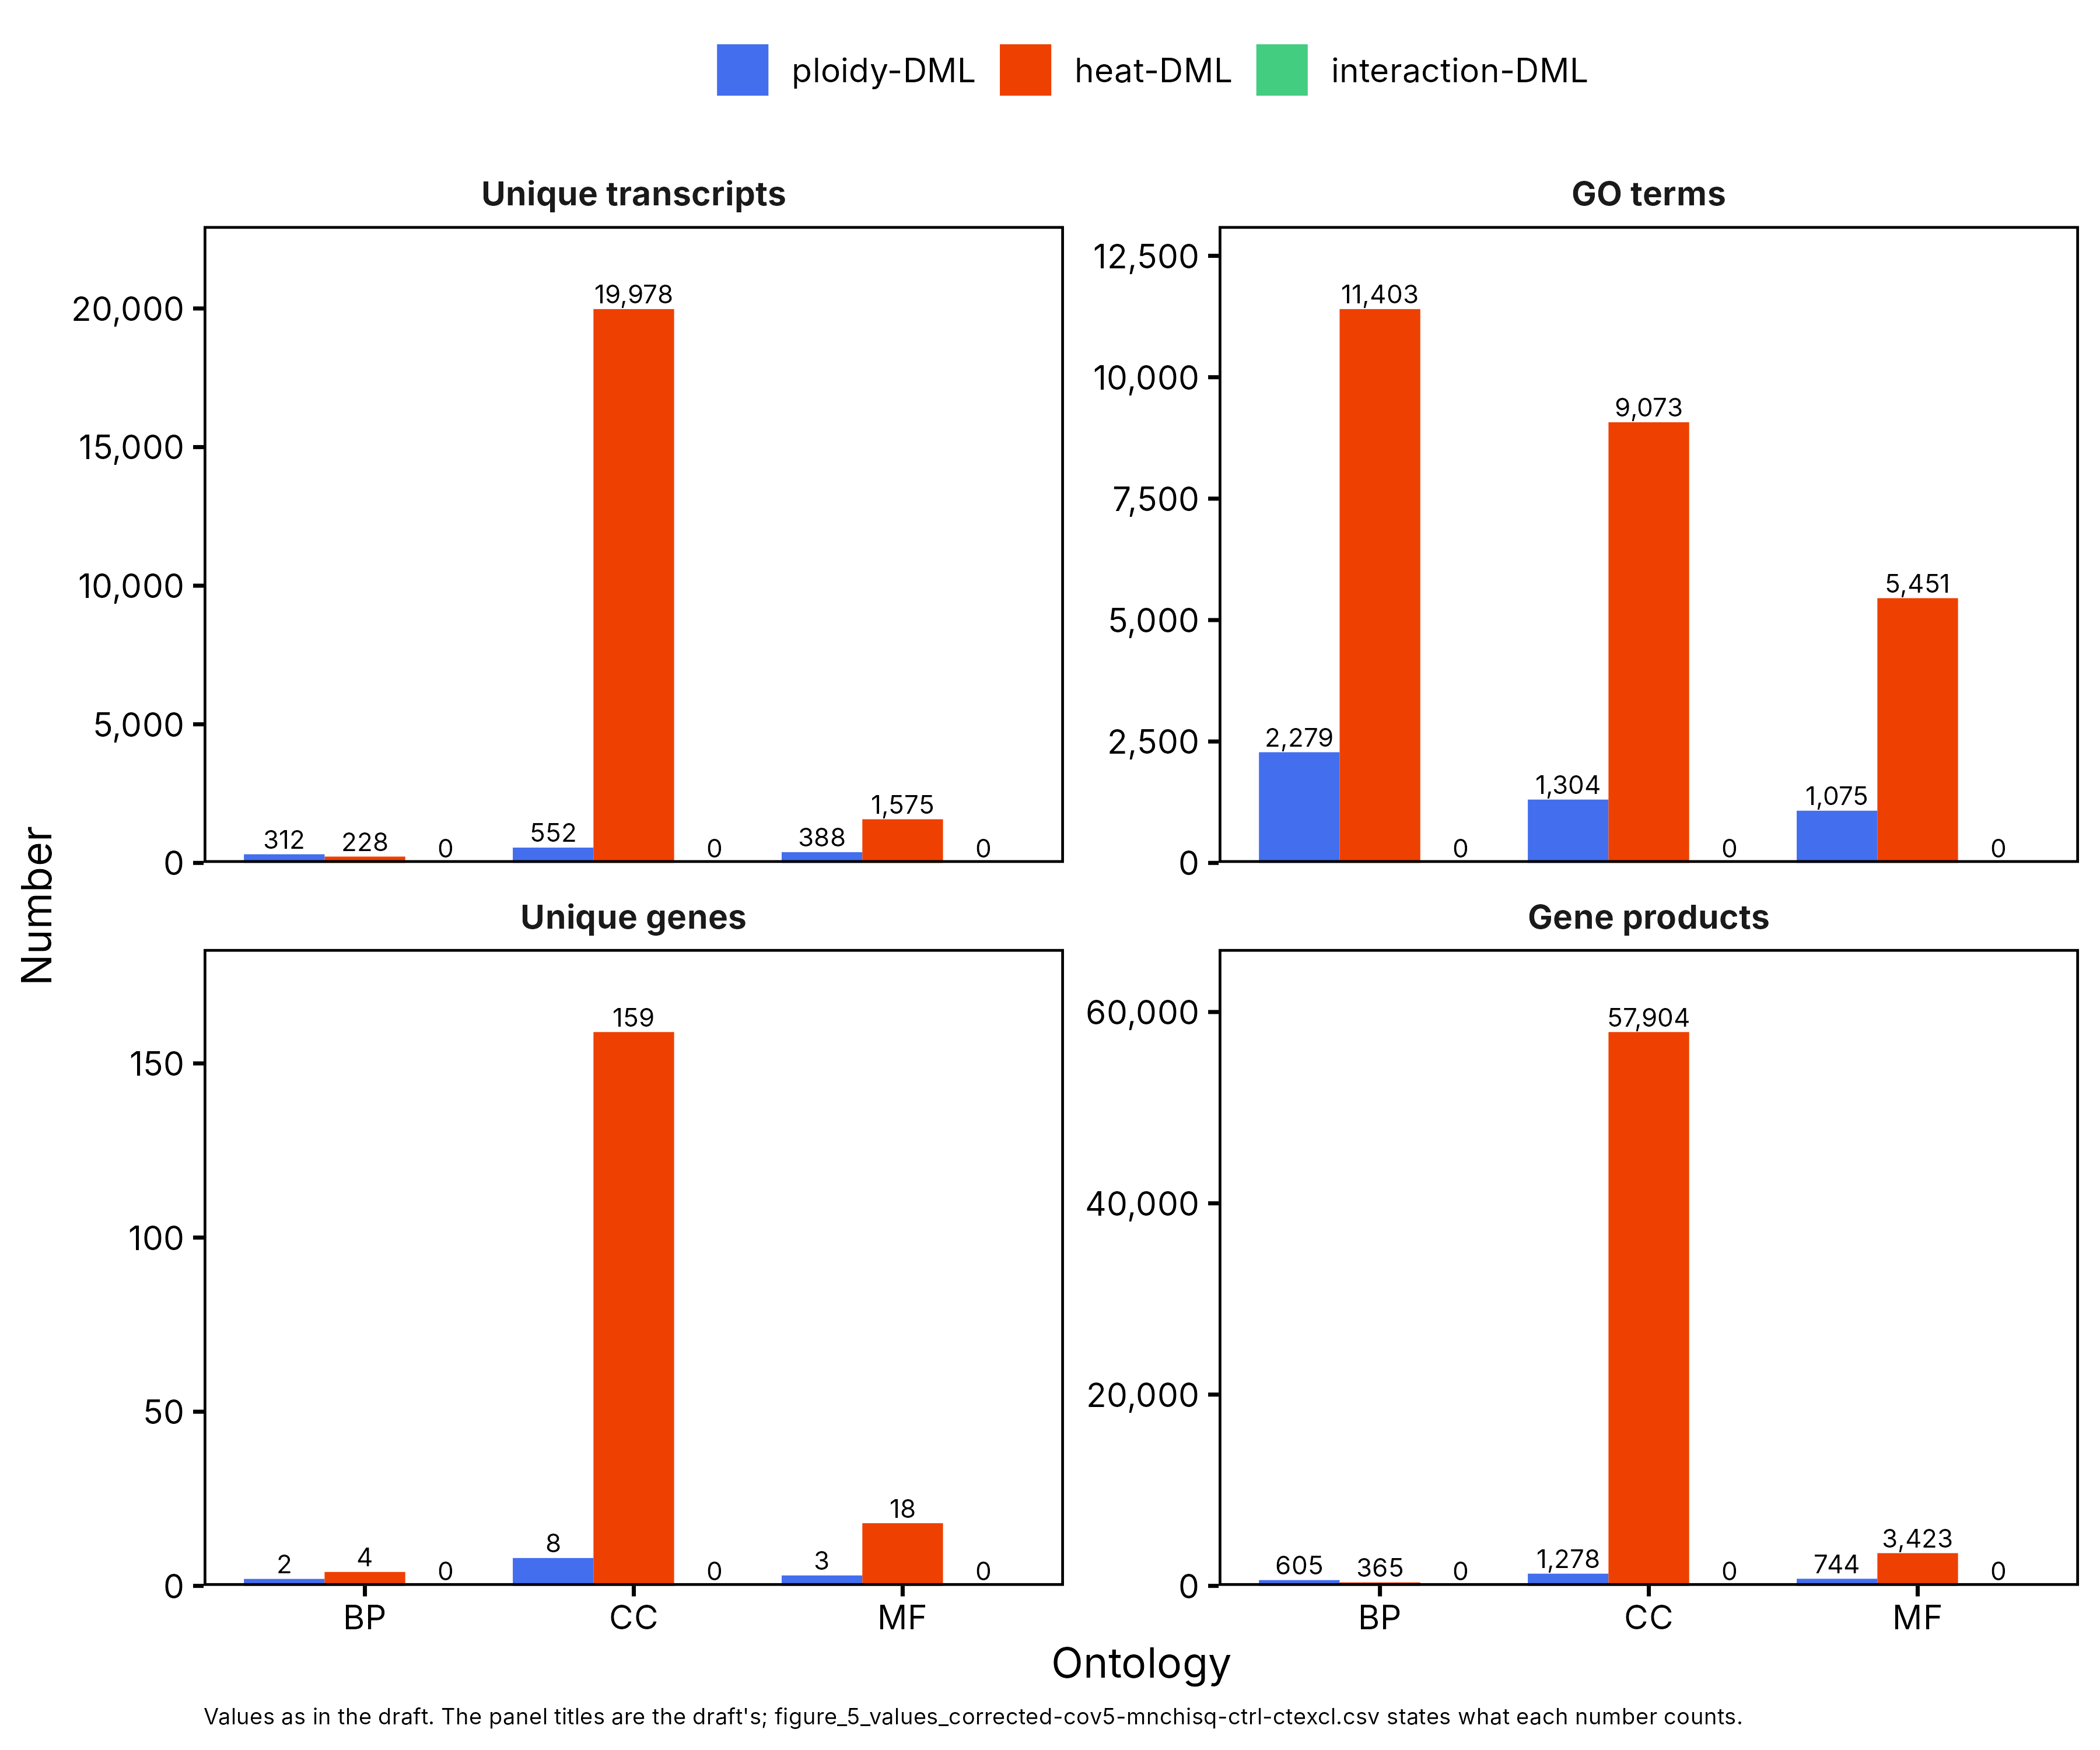 ploidy-DML heat-DML interaction-DML
Unique transcripts
20,000
15,000
10,000
5,000
0
312 228 0 552 19,978 0 388 1,575 0
GO terms
12,500
10,000
7,500
5,000
2,500
0
2,279 11,403 0 1,304 9,073 0 1,075 5,451 0
Number
Unique genes
150
100
50
0
2 4 0 8 159 0 3 18 0
BP CC MF
Gene products
60,000
40,000
20,000
0
605 365 0 1,278 57,904 0 744 3,423 0
BP CC MF
Ontology
Values as in the draft. The panel titles are the draft's; figure_5_values_corrected-cov5-mnchisq-ctrl-ctexcl.csv states what each number counts.